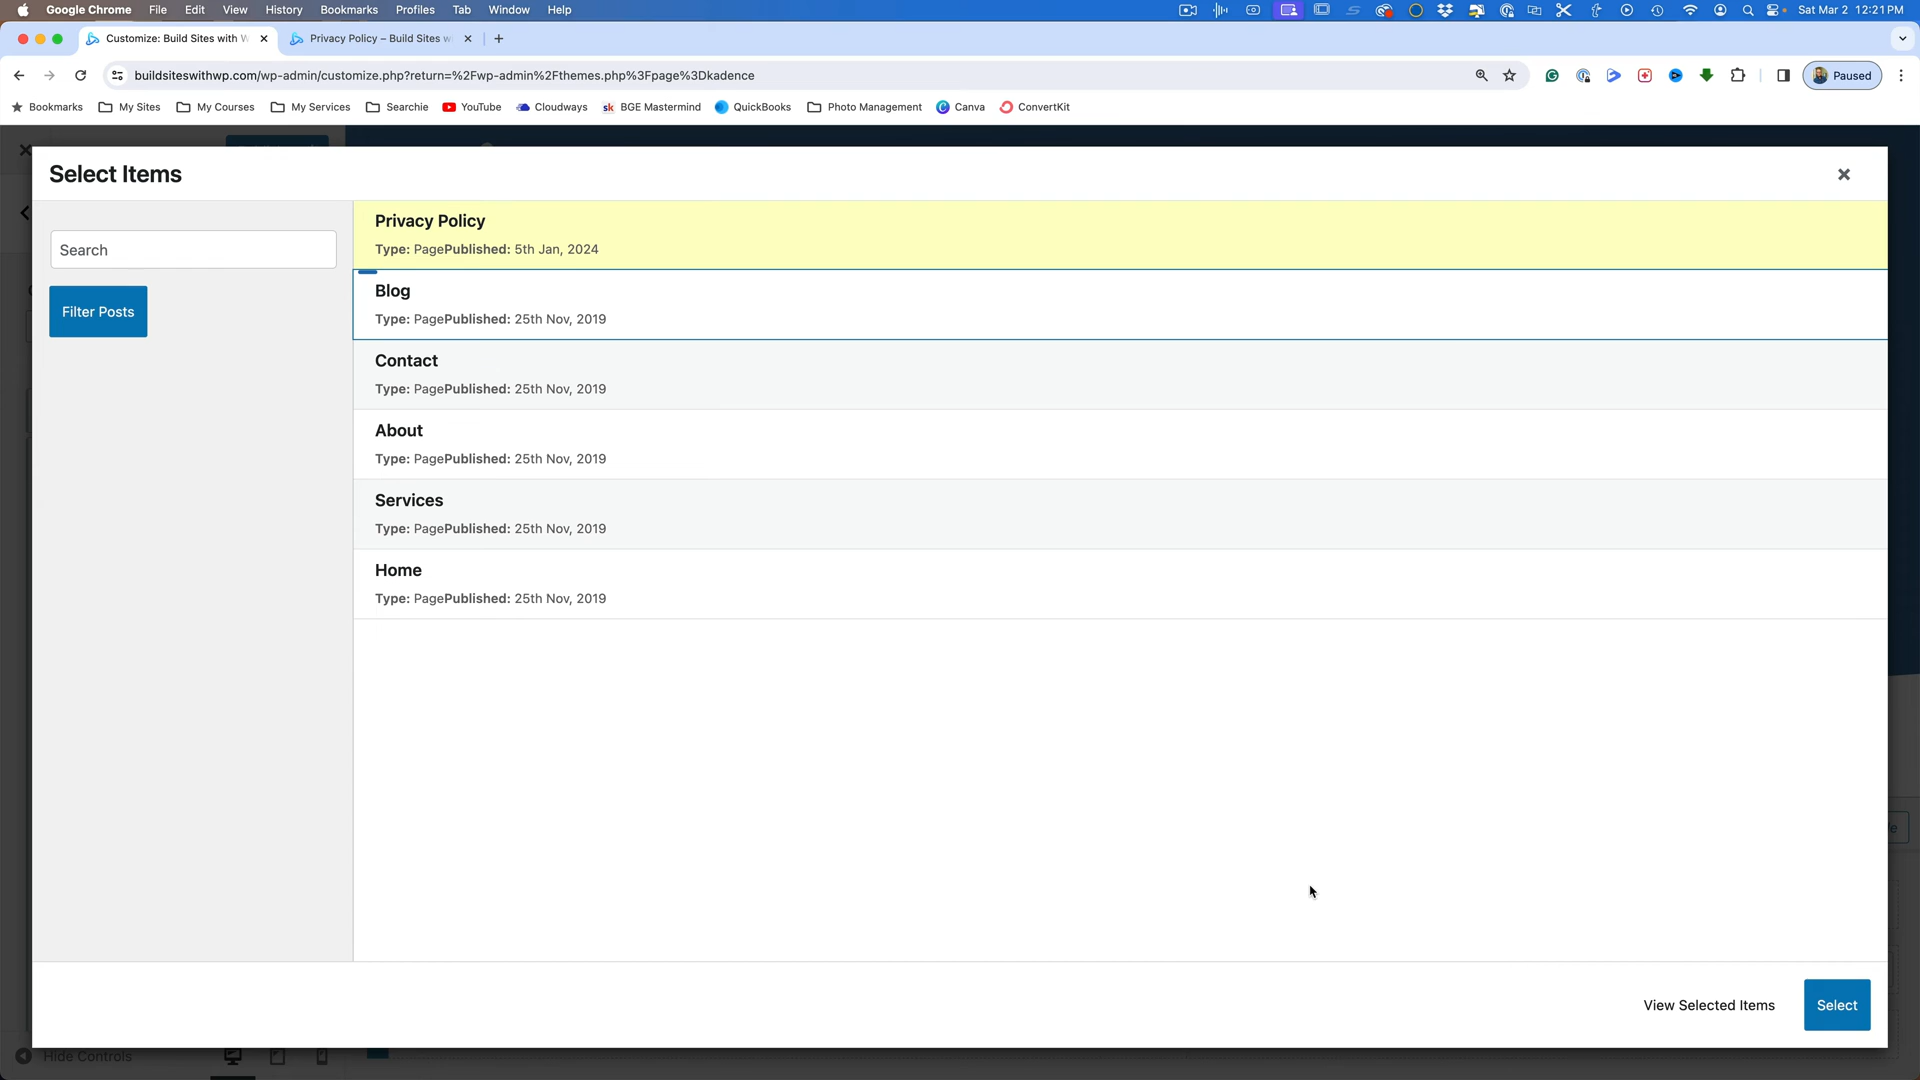 Google Chrome File Edit View History Bookmarks Profiles Tab Window Help Sat Mar 2 12:21 PM
Customize: Build Sites with W Privacy Policy – Build Sites w
buildsiteswithwp.com/wp-admin/customize.php?return=%2Fwp-admin%2Fthemes.php%3Fpage%3Dkadence Paused
Bookmarks My Sites My Courses My Services Searchie YouTube Cloudways sk BGE Mastermind QuickBooks Photo Management Canva ConvertKit
Select Items
Search
Filter Posts
Privacy Policy
Type: PagePublished: 5th Jan, 2024
Blog
Type: PagePublished: 25th Nov, 2019
Contact
Type: PagePublished: 25th Nov, 2019
About
Type: PagePublished: 25th Nov, 2019
Services
Type: PagePublished: 25th Nov, 2019
Home
Type: PagePublished: 25th Nov, 2019
View Selected Items Select
Hide Controls